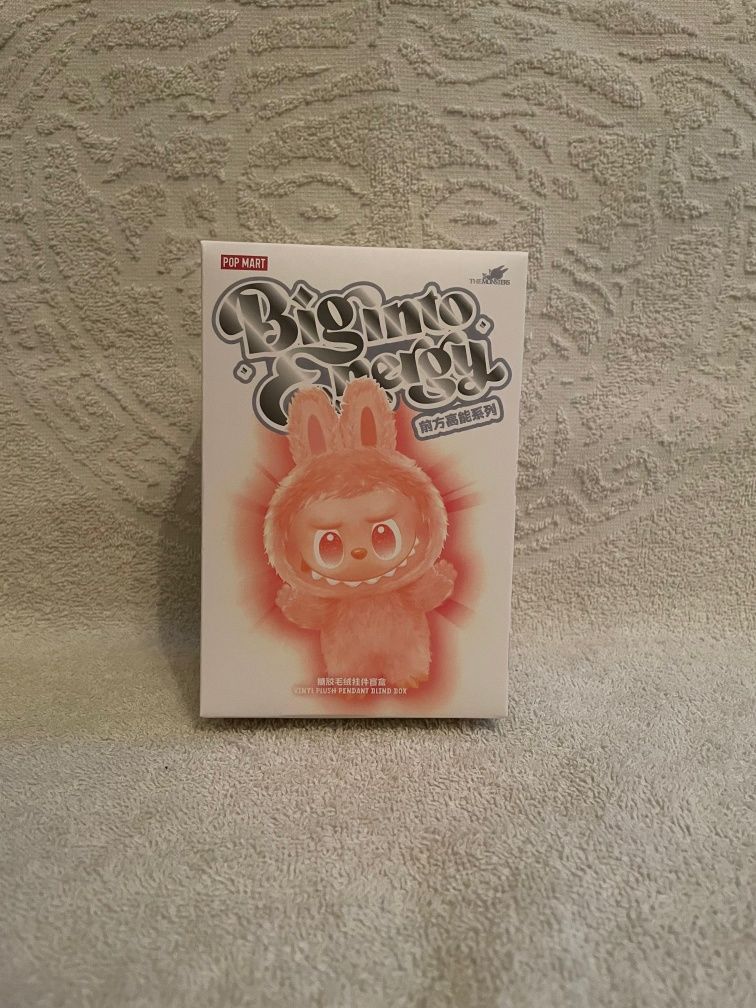 POP MART
THE MONSTERS
Big into
Energy
前方高能系列
搪胶毛绒挂件盲盒
VINYL PLUSH PENDANT BLIND BOX